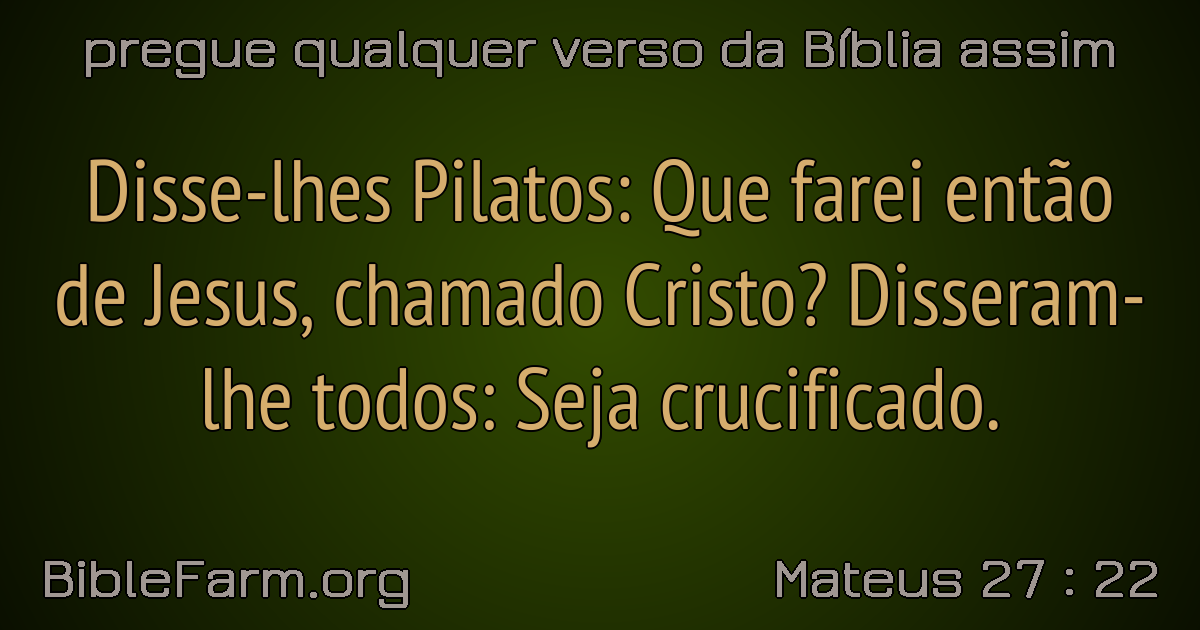 pregue qualquer verso da Bíblia assim
Disse-lhes Pilatos: Que farei então
de Jesus, chamado Cristo? Disseram-
lhe todos: Seja crucificado.
BibleFarm.org
Mateus 27 : 22